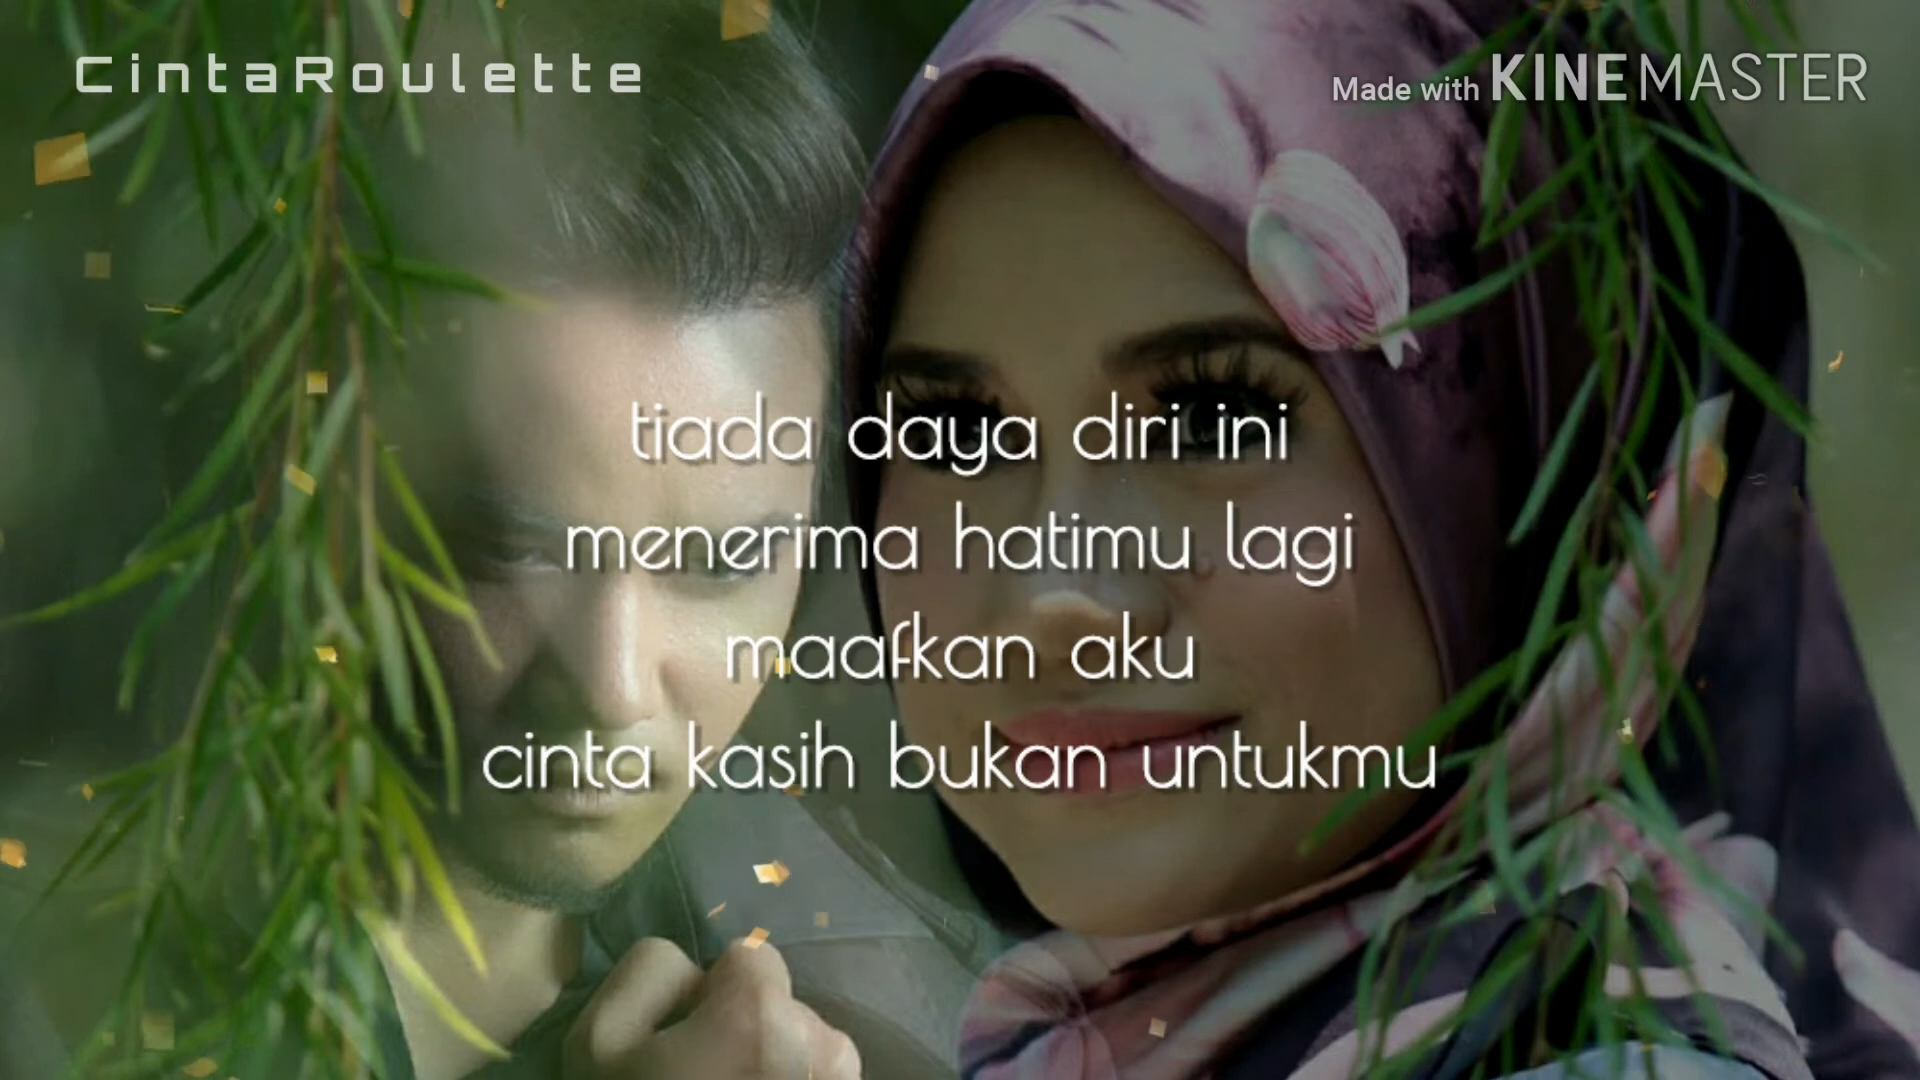 CintaRoulette
Made with KINEMASTER
tiada daya diri ini
menerima hatimu lagi
maafkan aku
cinta kasih bukan untukmu